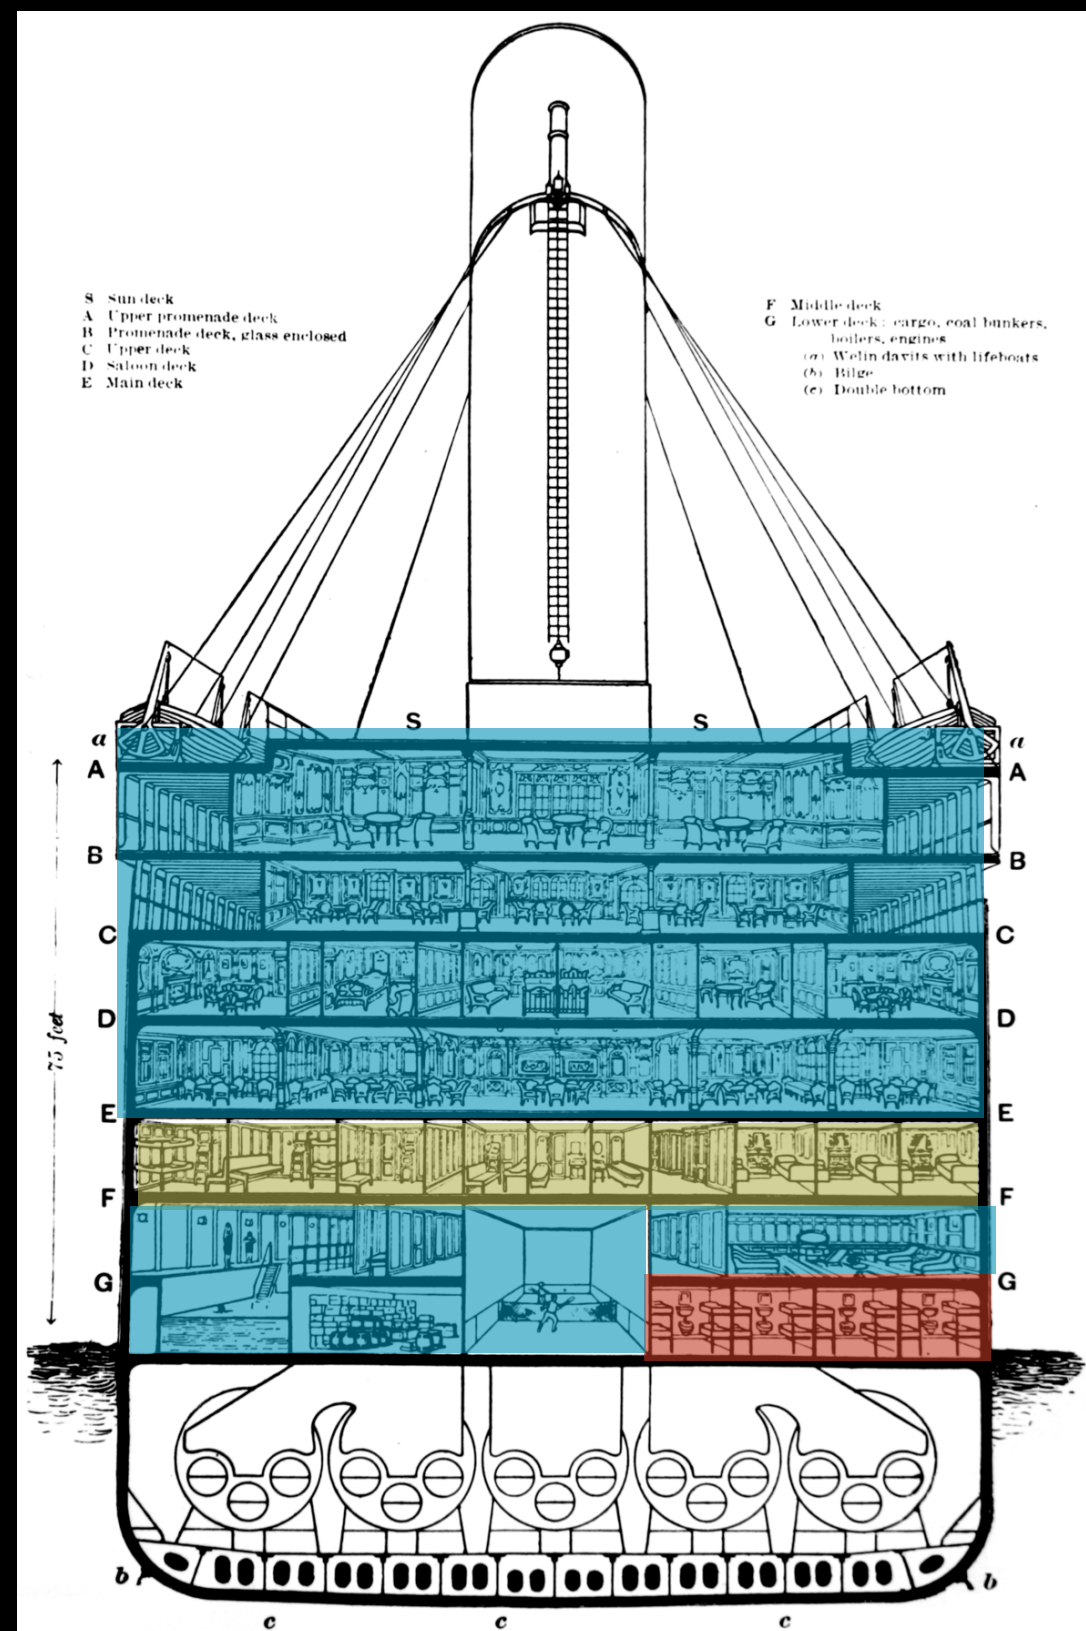 S Sun deck
A Upper promenade deck
B Promenade deck, glass enclosed
C Upper deck
D Saloon deck
E Main deck
F Middle deck
G Lower deck: cargo, coal bunkers,
boilers, engines
(a) Welin davits with lifeboats
(b) Bilge
(c) Double bottom
S S
a a
A A
B B
C C
D D
75 feet
E E
F F
G G
b b
c c c